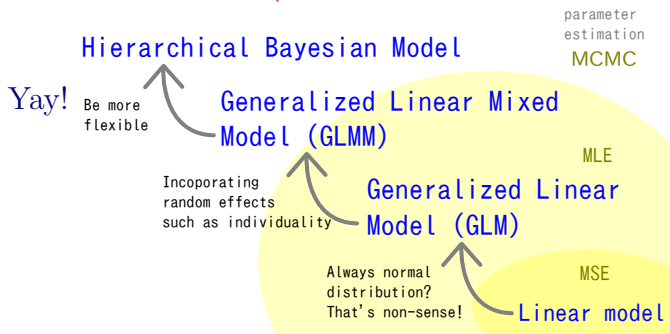 parameter
estimation
MCMC
Hierarchical Bayesian Model
Yay!
Be more
flexible
Generalized Linear Mixed
Model (GLMM)
MLE
Incoporating
random effects
such as individuality
Generalized Linear
Model (GLM)
Always normal
distribution?
That's non-sense!
MSE
Linear model